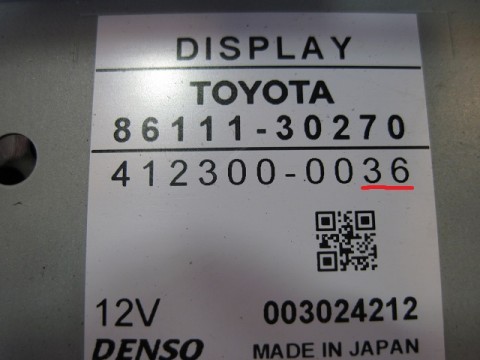 DISPLAY
TOYOTA
86111-30270
412300-0036
12V 003024212
DENSO MADE IN JAPAN